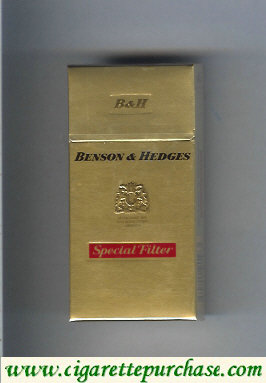 B&H
BENSON & HEDGES
Special Filter
www.cigarettepurchase.com